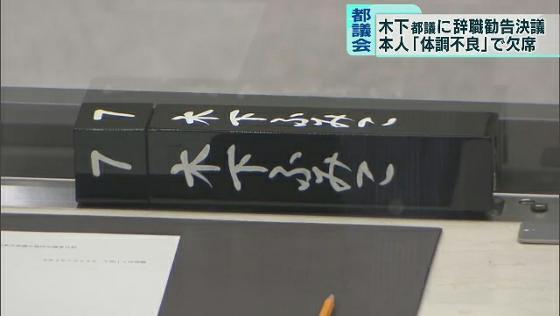 都議会
木下都議に辞職勧告決議
本人「体調不良」で欠席
7 木下ふみこ
7 木下ふみこ